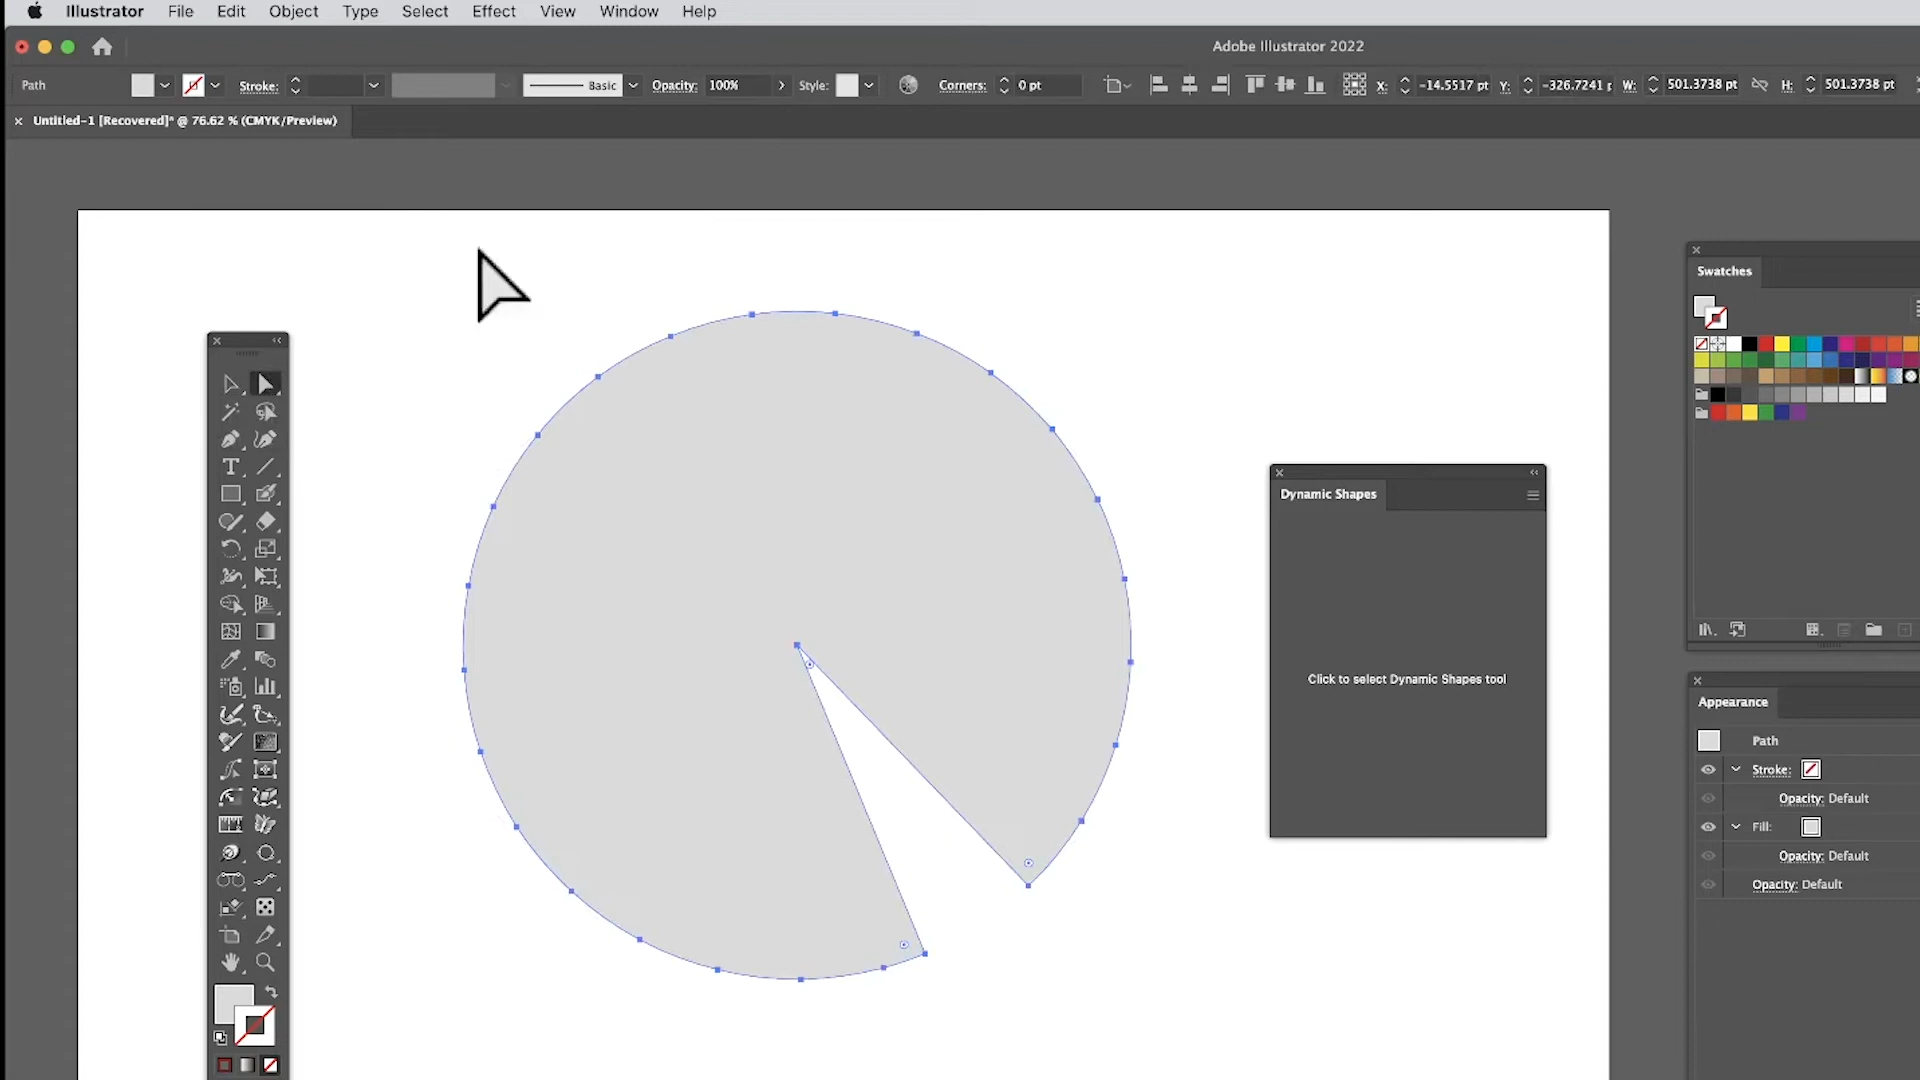 Illustrator File Edit Object Type Select Effect View Window Help
Adobe Illustrator 2022
Path Stroke: Basic Opacity: 100% Style: Corners: 0 pt X: -14.5517 pt Y: -326.7241 W: 501.3738 pt H: 501.3738 pt
Untitled-1 [Recovered]* @ 76.62 % (CMYK/Preview)
Swatches
Dynamic Shapes
Click to select Dynamic Shapes tool
Appearance
Path
Stroke:
Opacity: Default
Fill:
Opacity: Default
Opacity: Default